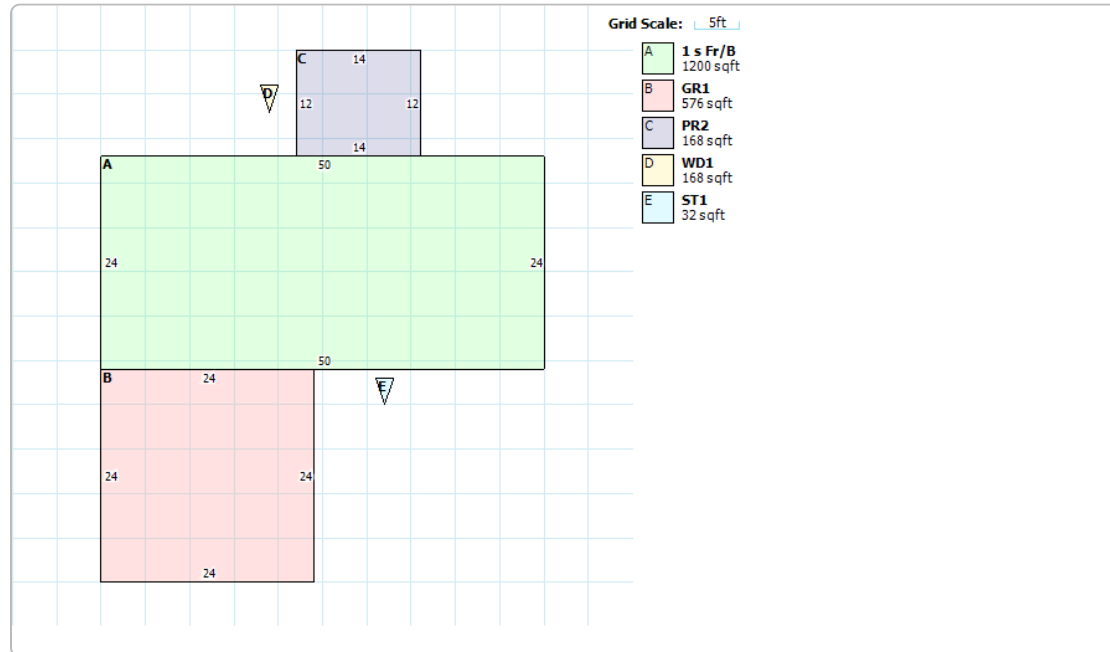 Grid Scale: 5ft
A 1 s Fr/B
1200 sqft
B GR1
576 sqft
C PR2
168 sqft
D WD1
168 sqft
E ST1
32 sqft
C
14
D
12 12
14
A 50
24 24
50
B 24
E
24 24
24